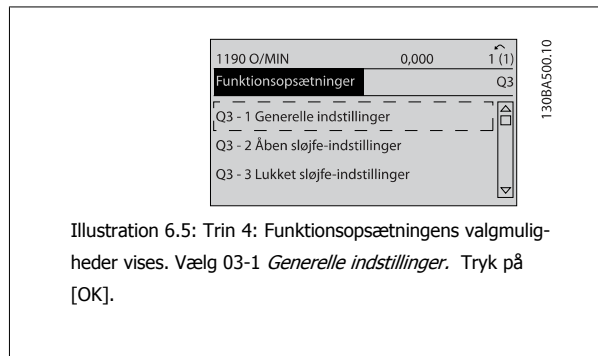 1190 O/MIN 0,000 1 (1)
Funktionsopsætninger Q3
Q3 - 1 Generelle indstillinger
Q3 - 2 Åben sløjfe-indstillinger
Q3 - 3 Lukket sløjfe-indstillinger
130BA500.10
Illustration 6.5: Trin 4: Funktionsopsætningens valgmulig-
heder vises. Vælg 03-1 Generelle indstillinger. Tryk på
[OK].